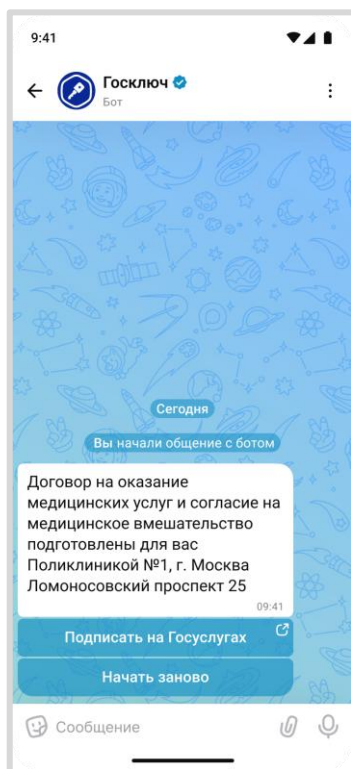 9:41
Госключ
Бот
Сегодня
Вы начали общение с ботом
Договор на оказание
медицинских услуг и согласие на
медицинское вмешательство
подготовлены для вас
Поликлиникой №1, г. Москва
Ломоносовский проспект 25
09:41
Подписать на Госуслугах
Начать заново
Сообщение